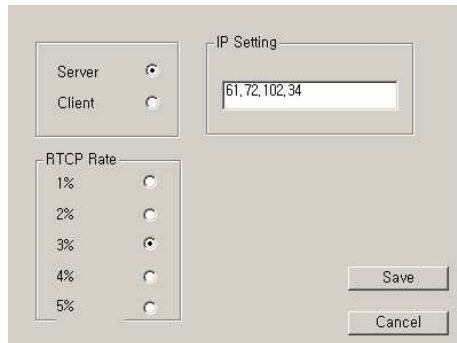 Server
Client
IP Setting
61,72,102,34
RTCP Rate
1%
2%
3%
4%
5%
Save
Cancel